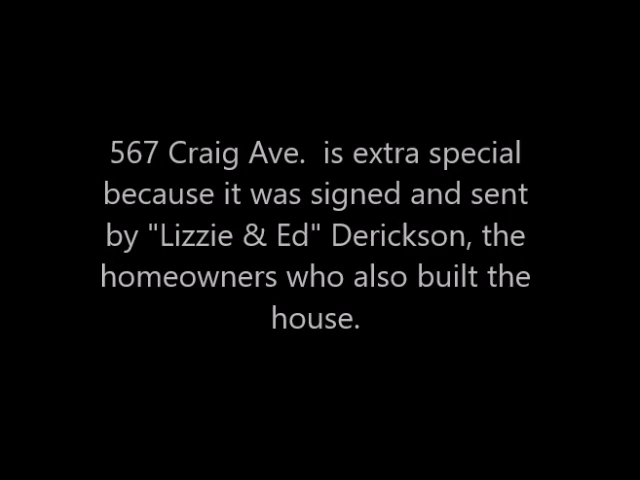 567 Craig Ave.  is extra special
because it was signed and sent
by "Lizzie & Ed" Derickson, the
homeowners who also built the
house.